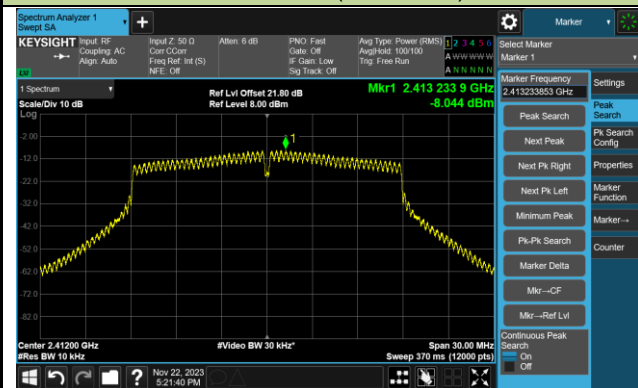 Spectrum Analyzer 1
Swept SA
+
Marker
KEYSIGHT
Input: RF
Coupling: AC
Align: Auto
Input Z: 50 Ω
Corr CCorr
Freq Ref: Int (S)
NFE: Off
Atten: 6 dB
PNO: Fast
Gate: Off
IF Gain: Low
Sig Track: Off
Avg Type: Power (RMS)
Avg|Hold: 100/100
Trig: Free Run
1 2 3 4 5 6
A W W W W W
A N N N N N
LXI
Select Marker
Marker 1
1 Spectrum
Scale/Div 10 dB
Log
Ref Lvl Offset 21.80 dB
Ref Level 8.00 dBm
Mkr1 2.413 233 9 GHz
-8.044 dBm
Marker Frequency
2.413233853 GHz
Settings
Peak Search
Peak
Search
Next Peak
Pk Search
Config
Next Pk Right
Properties
Next Pk Left
Marker
Function
Minimum Peak
Marker→
Pk-Pk Search
Counter
Marker Delta
Mkr→CF
Mkr→Ref Lvl
Continuous Peak
Search
On
Off
1
-2.00
-12.0
-22.0
-32.0
-42.0
-52.0
-62.0
-72.0
-82.0
Center 2.41200 GHz
#Res BW 10 kHz
#Video BW 30 kHz*
Span 30.00 MHz
Sweep 370 ms (12000 pts)
?
Nov 22, 2023
5:21:40 PM